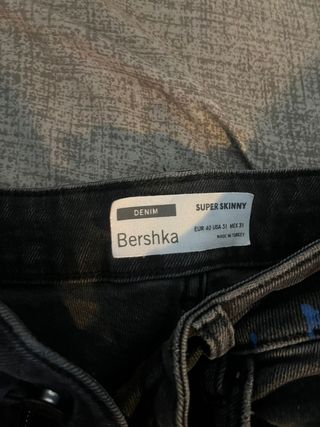 DENIM
SUPER SKINNY
Bershka
EUR 40 USA 31 MEX 31
MADE IN TURKEY